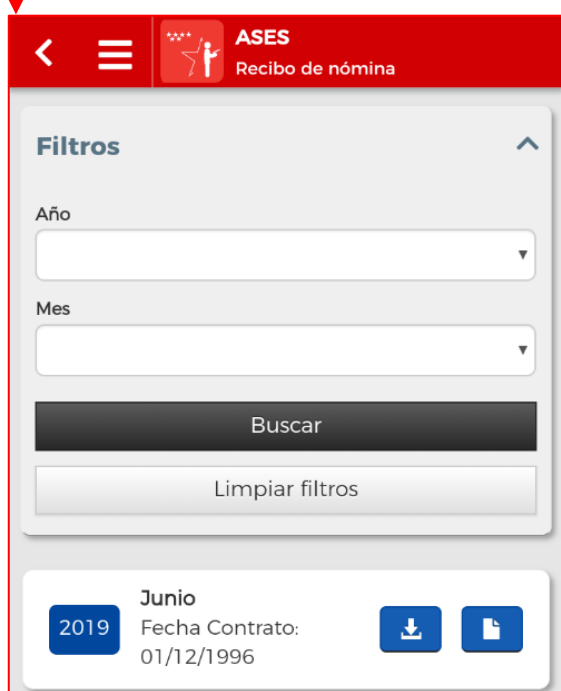 ASES
Recibo de nómina
Filtros
Año
Mes
Buscar
Limpiar filtros
2019
Junio
Fecha Contrato:
01/12/1996